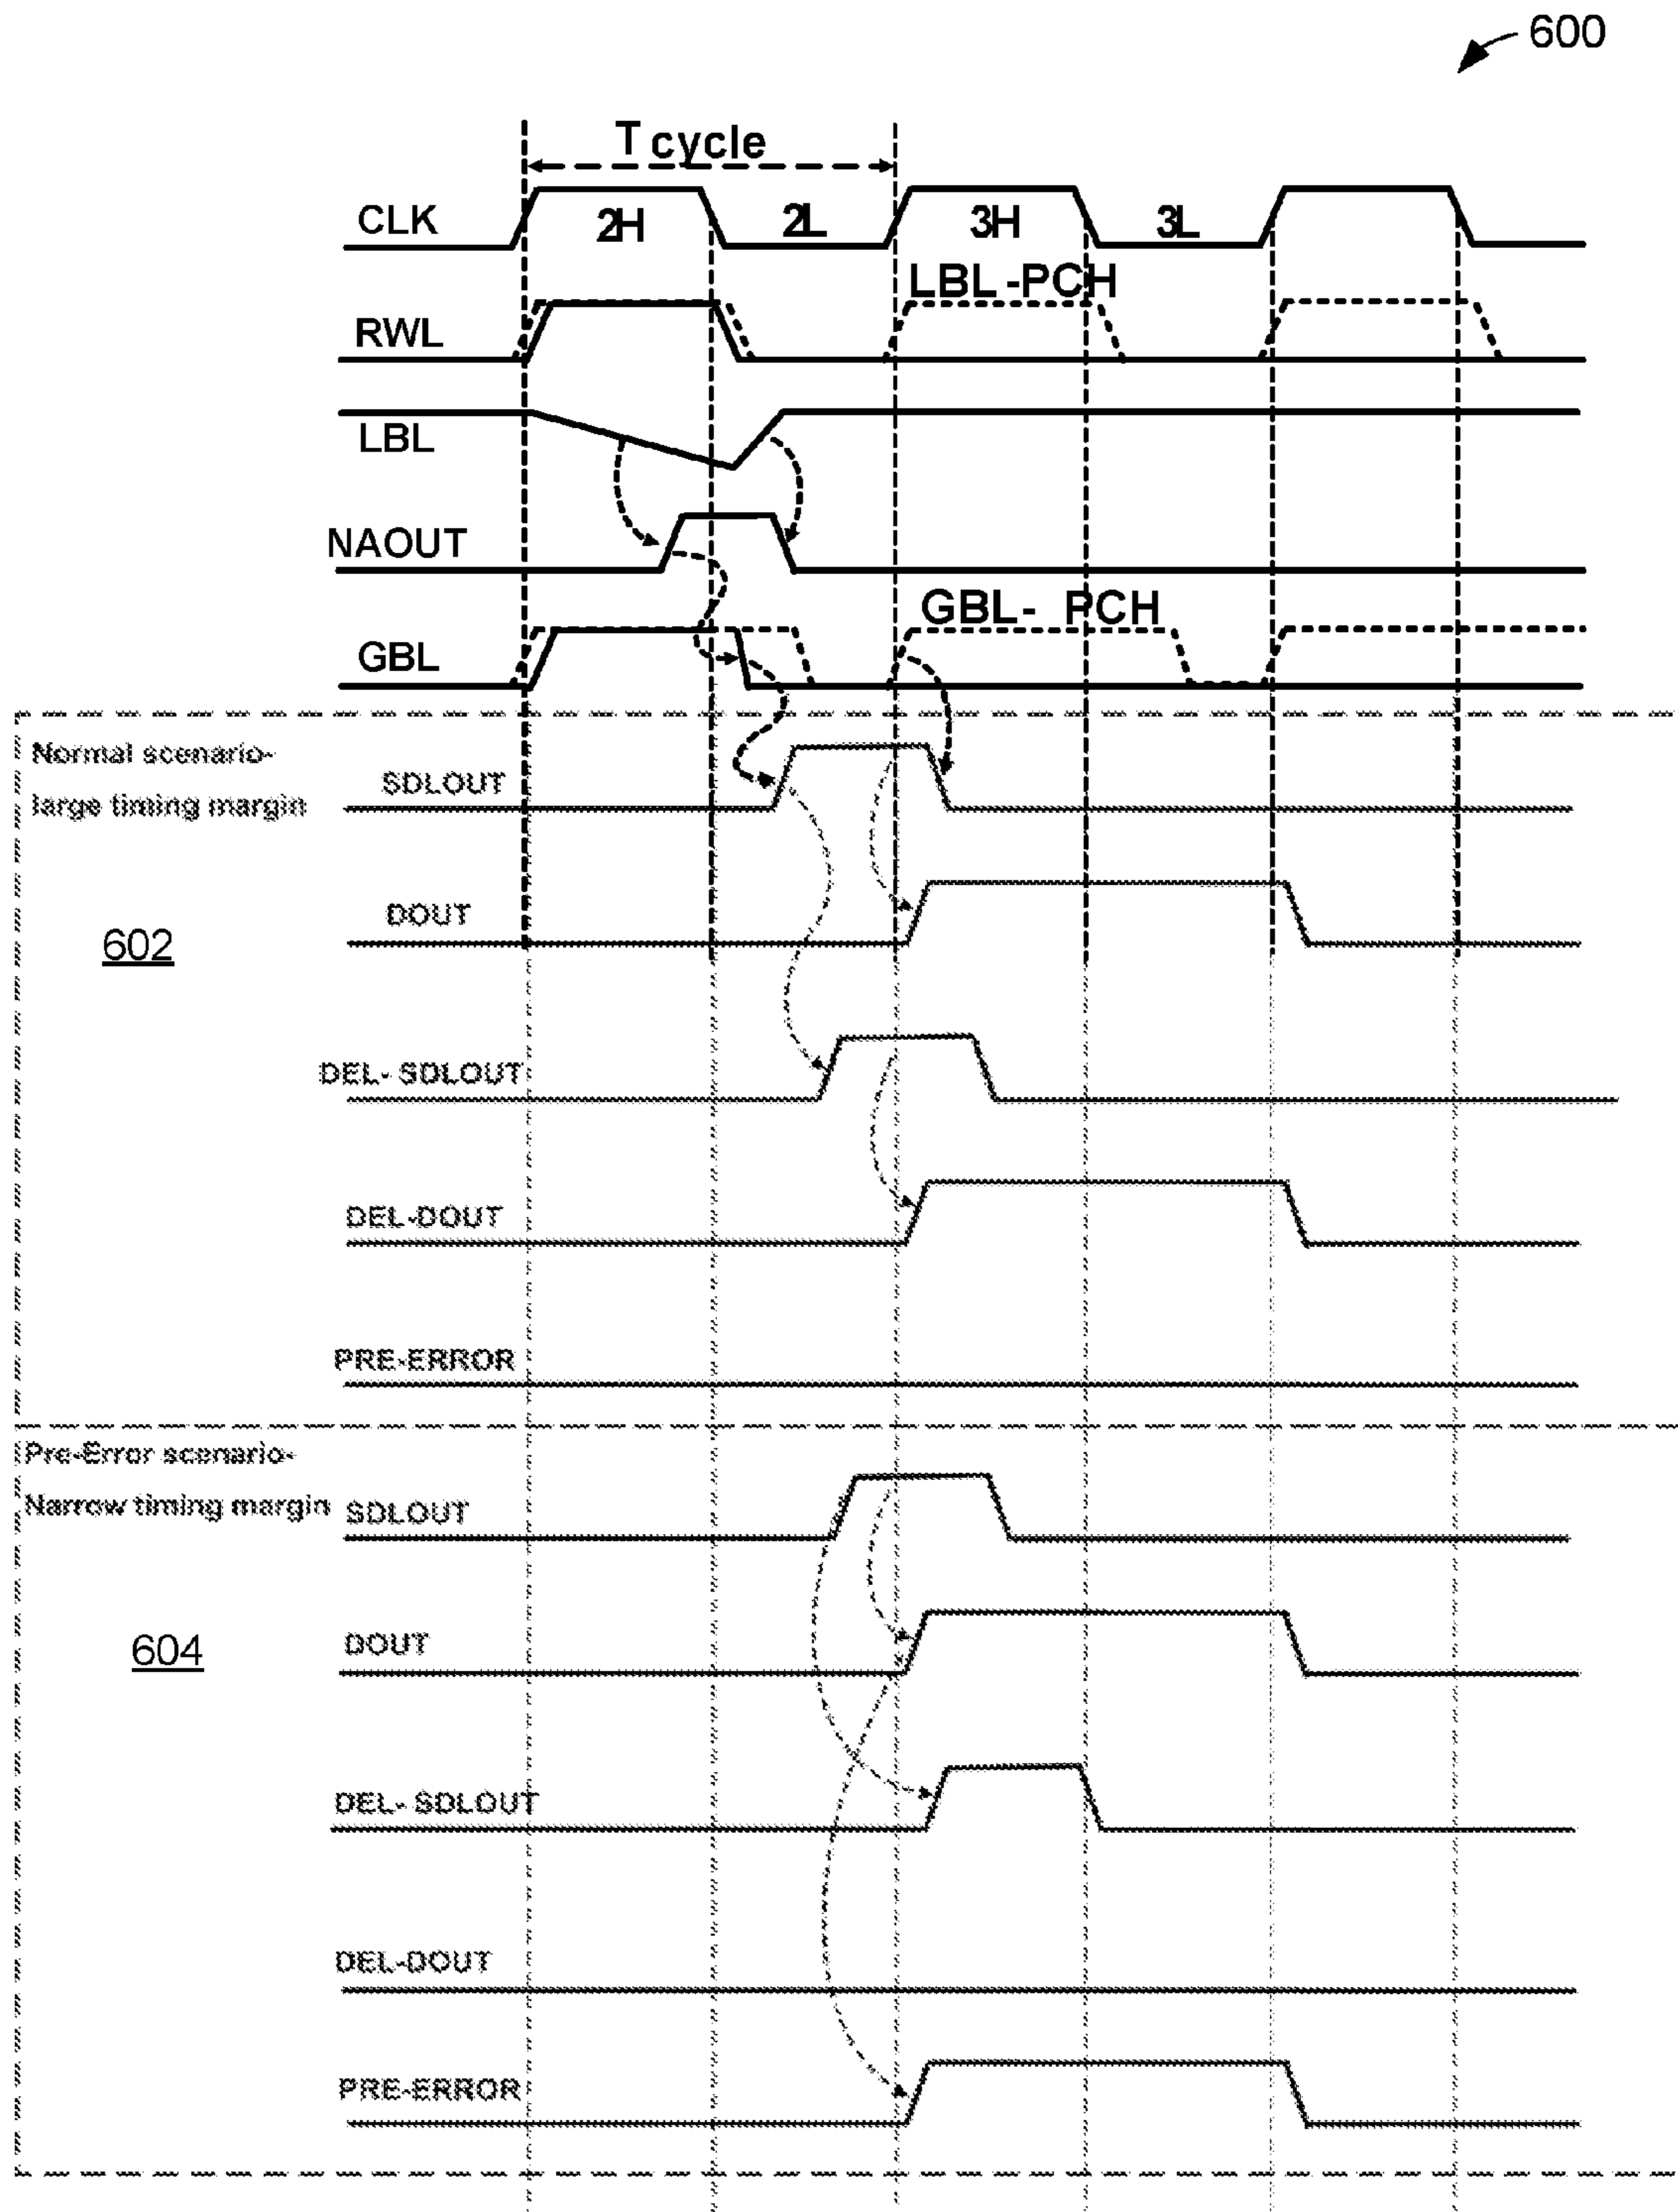 600
T cycle
CLK
2H
2L
3H
3L
LBL-PCH
RWL
LBL
NAOUT
GBL- PCH
GBL
Normal scenario-
large timing margin
SDLOUT
DOUT
602
DEL- SDLOUT
DEL-DOUT
PRE-ERROR
Pre-Error scenario-
Narrow timing margin
SDLOUT
DOUT
604
DEL- SDLOUT
DEL-DOUT
PRE-ERROR